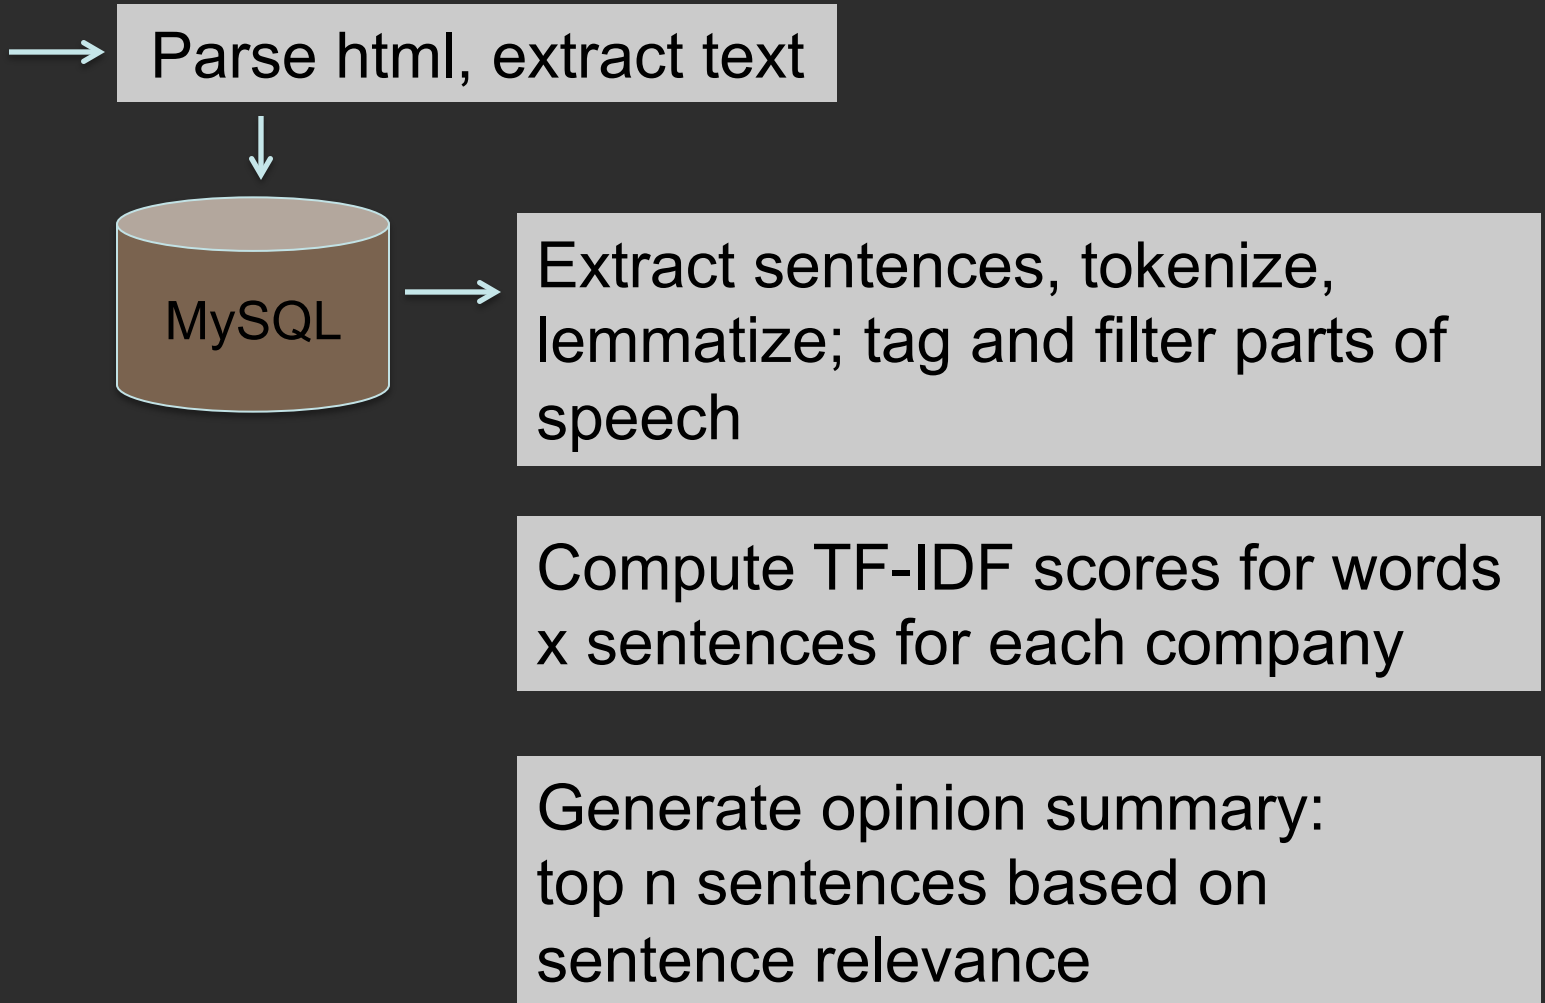 Parse html, extract text
MySQL
Extract sentences, tokenize,
lemmatize; tag and filter parts of
speech
Compute TF-IDF scores for words
x sentences for each company
Generate opinion summary:
top n sentences based on
sentence relevance